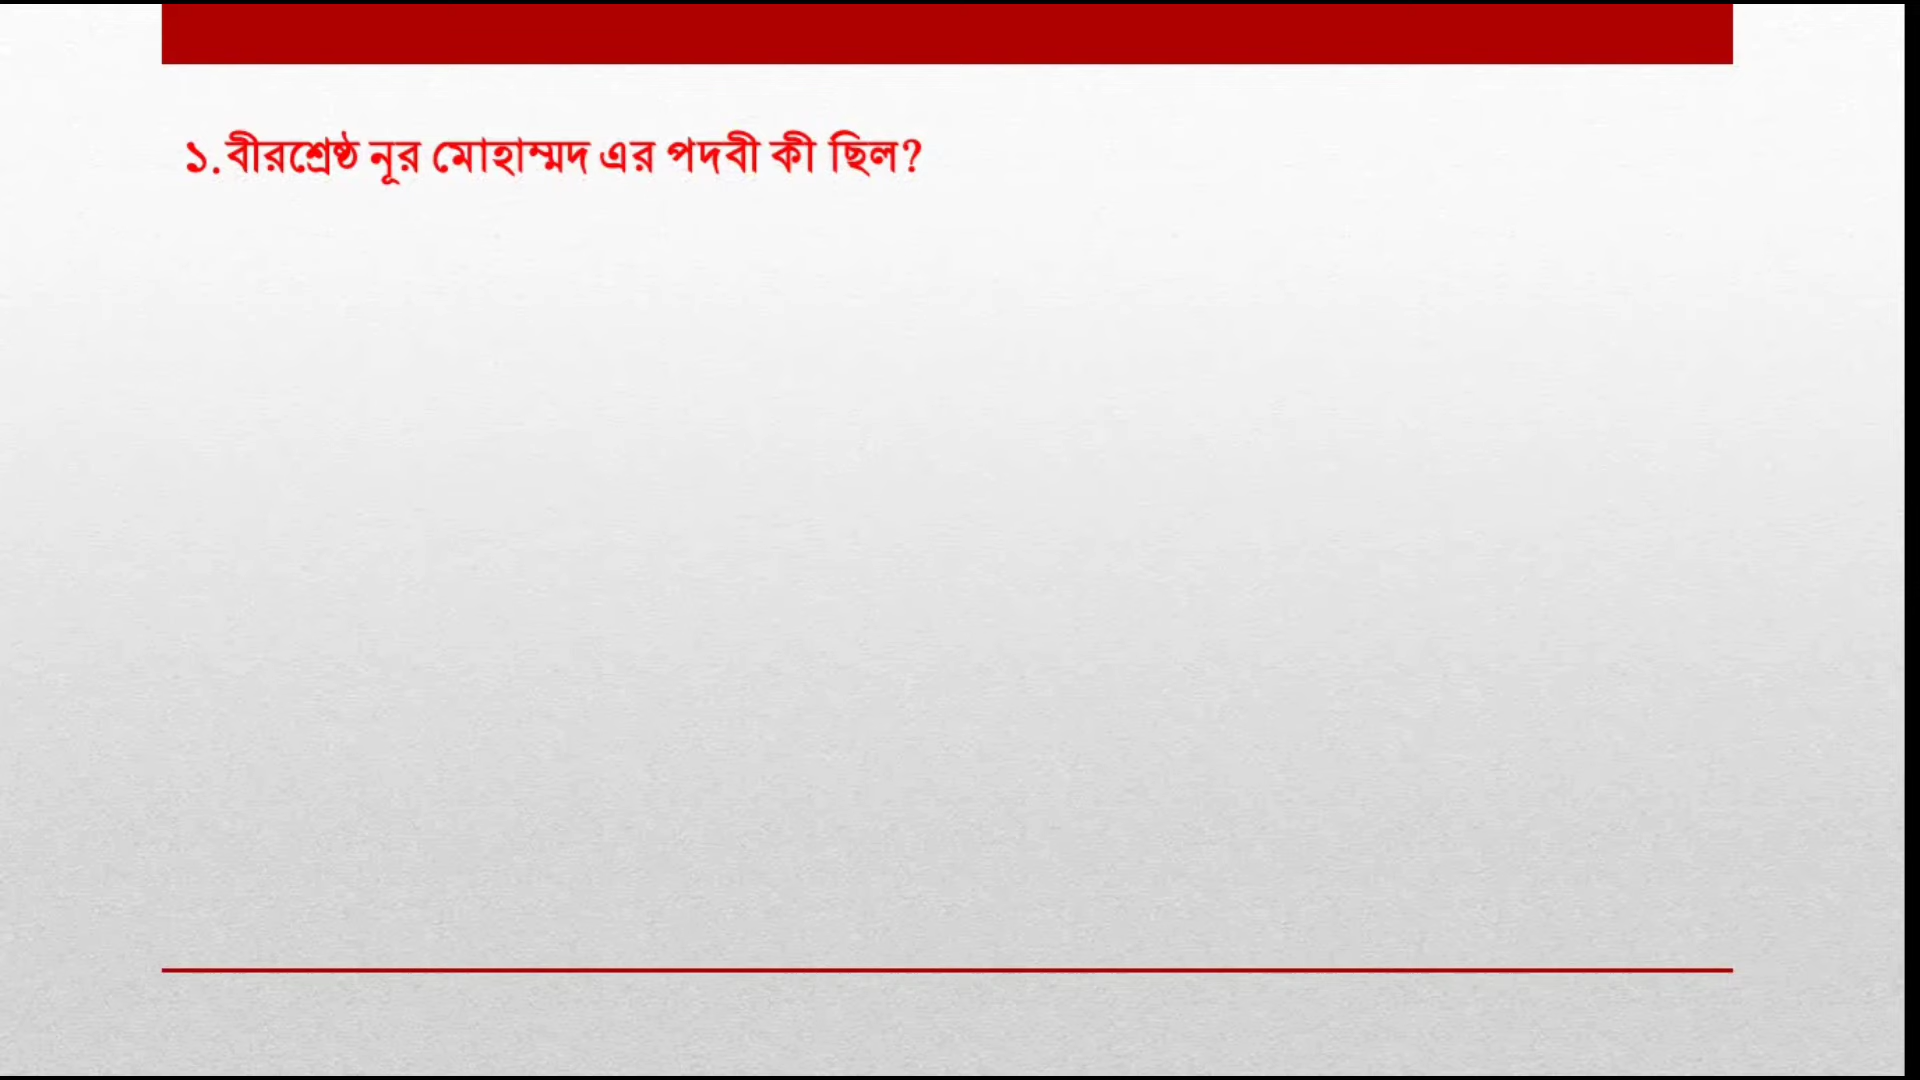 ১. বীরশ্রেষ্ঠ নূর মোহাম্মদ এর পদবী কী ছিল?